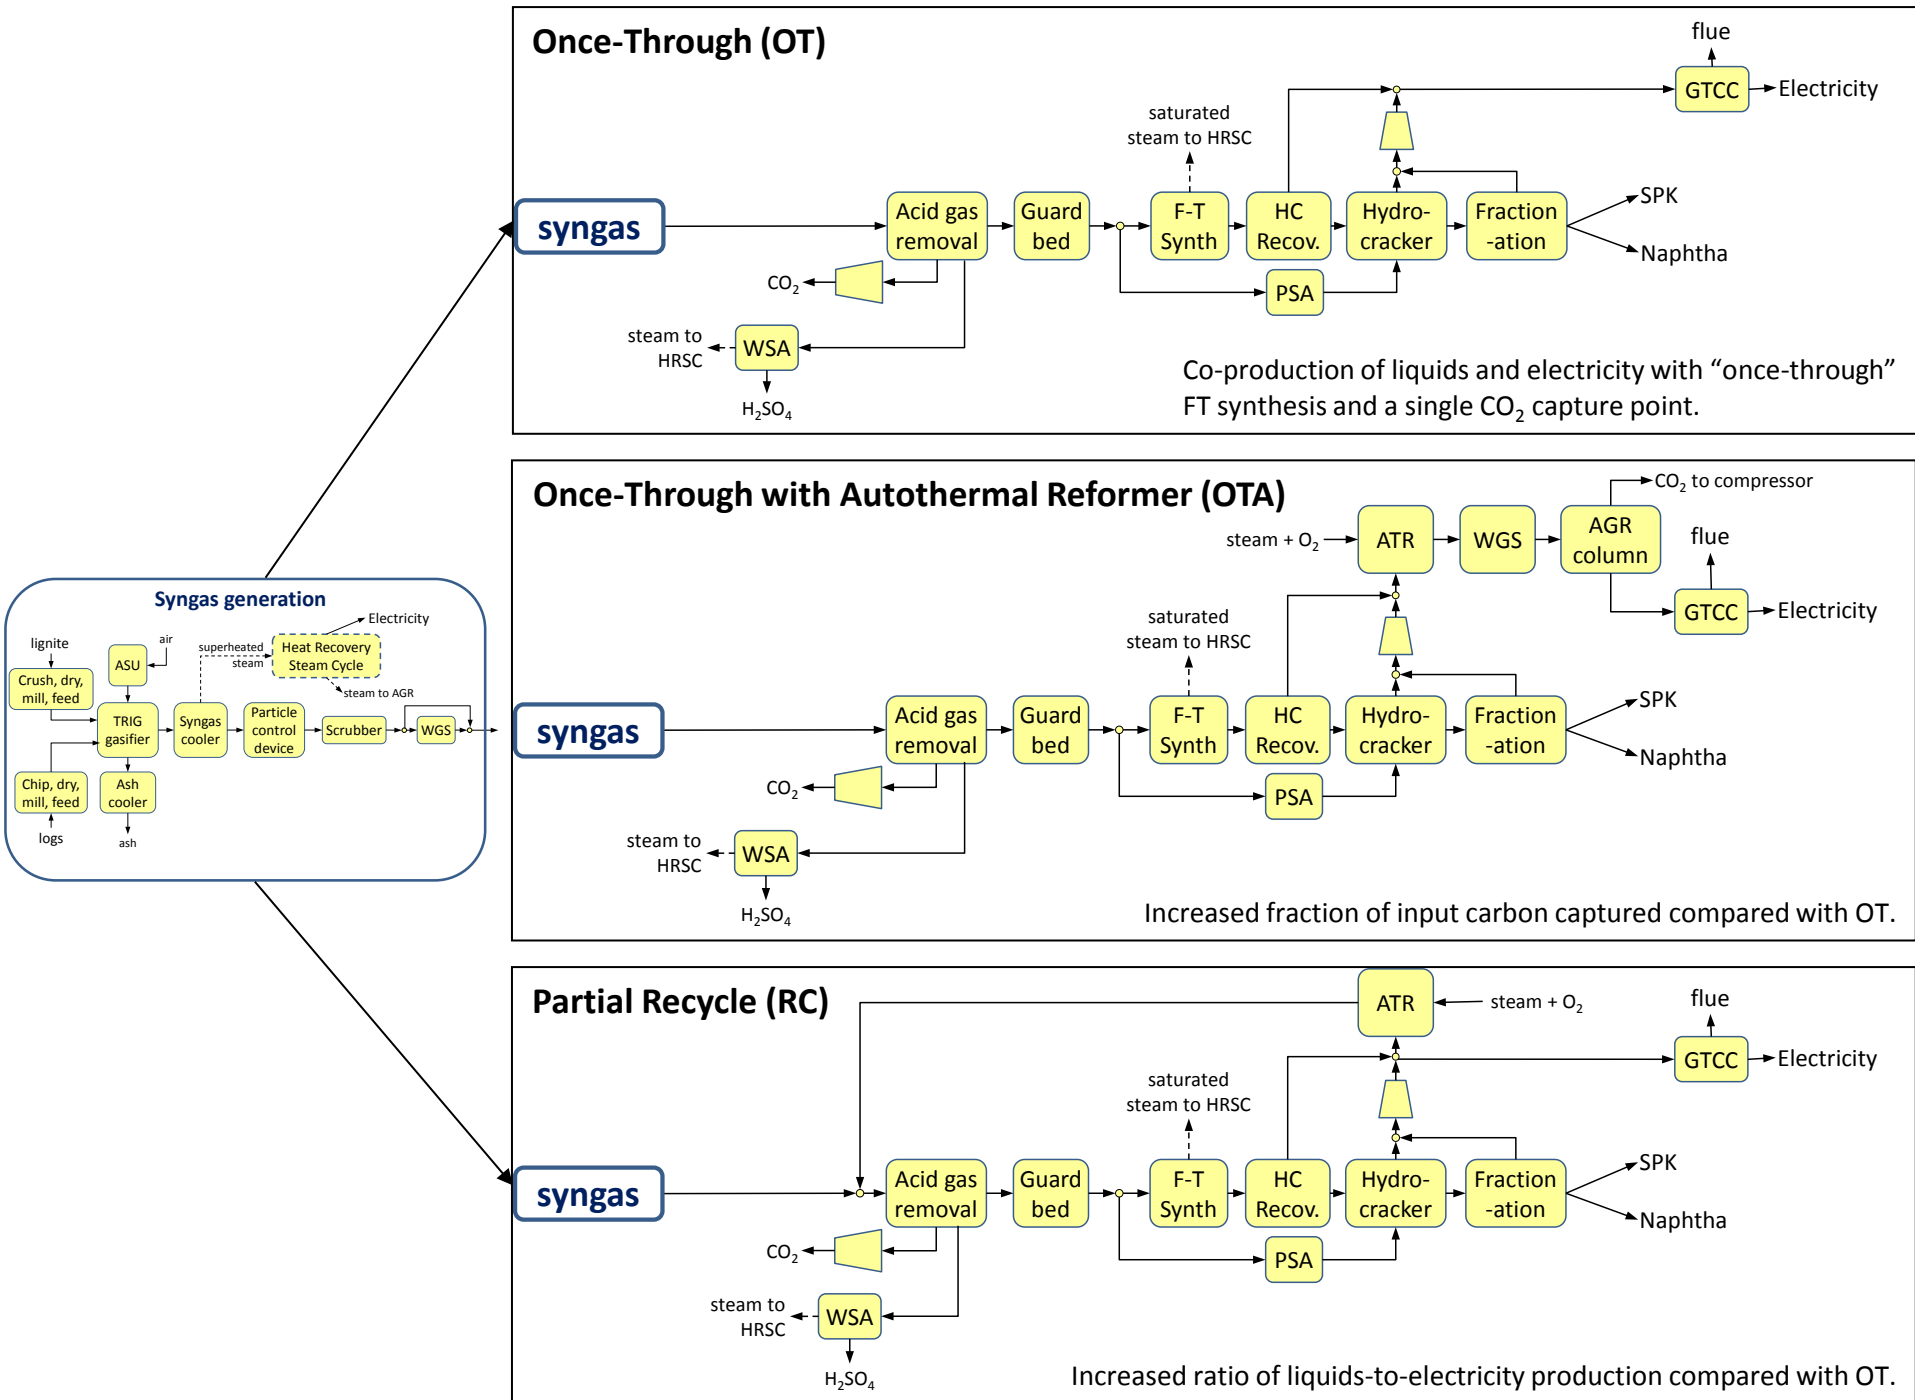 Once-Through (OT)
flue
GTCC
Electricity
saturated
steam to HRSC
syngas
Acid gas
removal
Guard
bed
F-T
Synth
HC
Recov.
Hydro-
cracker
Fraction
-ation
SPK
Naphtha
CO₂
PSA
steam to
HRSC
WSA
H₂SO₄
Co-production of liquids and electricity with “once-through”
FT synthesis and a single CO₂ capture point.
Syngas generation
Electricity
lignite
air
superheated
steam
Heat Recovery
Steam Cycle
ASU
Crush, dry,
mill, feed
steam to AGR
TRIG
gasifier
Syngas
cooler
Particle
control
device
Scrubber
WGS
Chip, dry,
mill, feed
Ash
cooler
logs
ash
Once-Through with Autothermal Reformer (OTA)
CO₂ to compressor
steam + O₂
ATR
WGS
AGR
column
flue
GTCC
Electricity
saturated
steam to HRSC
syngas
Acid gas
removal
Guard
bed
F-T
Synth
HC
Recov.
Hydro-
cracker
Fraction
-ation
SPK
Naphtha
CO₂
PSA
steam to
HRSC
WSA
H₂SO₄
Increased fraction of input carbon captured compared with OT.
Partial Recycle (RC)
ATR
steam + O₂
flue
GTCC
Electricity
saturated
steam to HRSC
syngas
Acid gas
removal
Guard
bed
F-T
Synth
HC
Recov.
Hydro-
cracker
Fraction
-ation
SPK
Naphtha
CO₂
PSA
steam to
HRSC
WSA
H₂SO₄
Increased ratio of liquids-to-electricity production compared with OT.